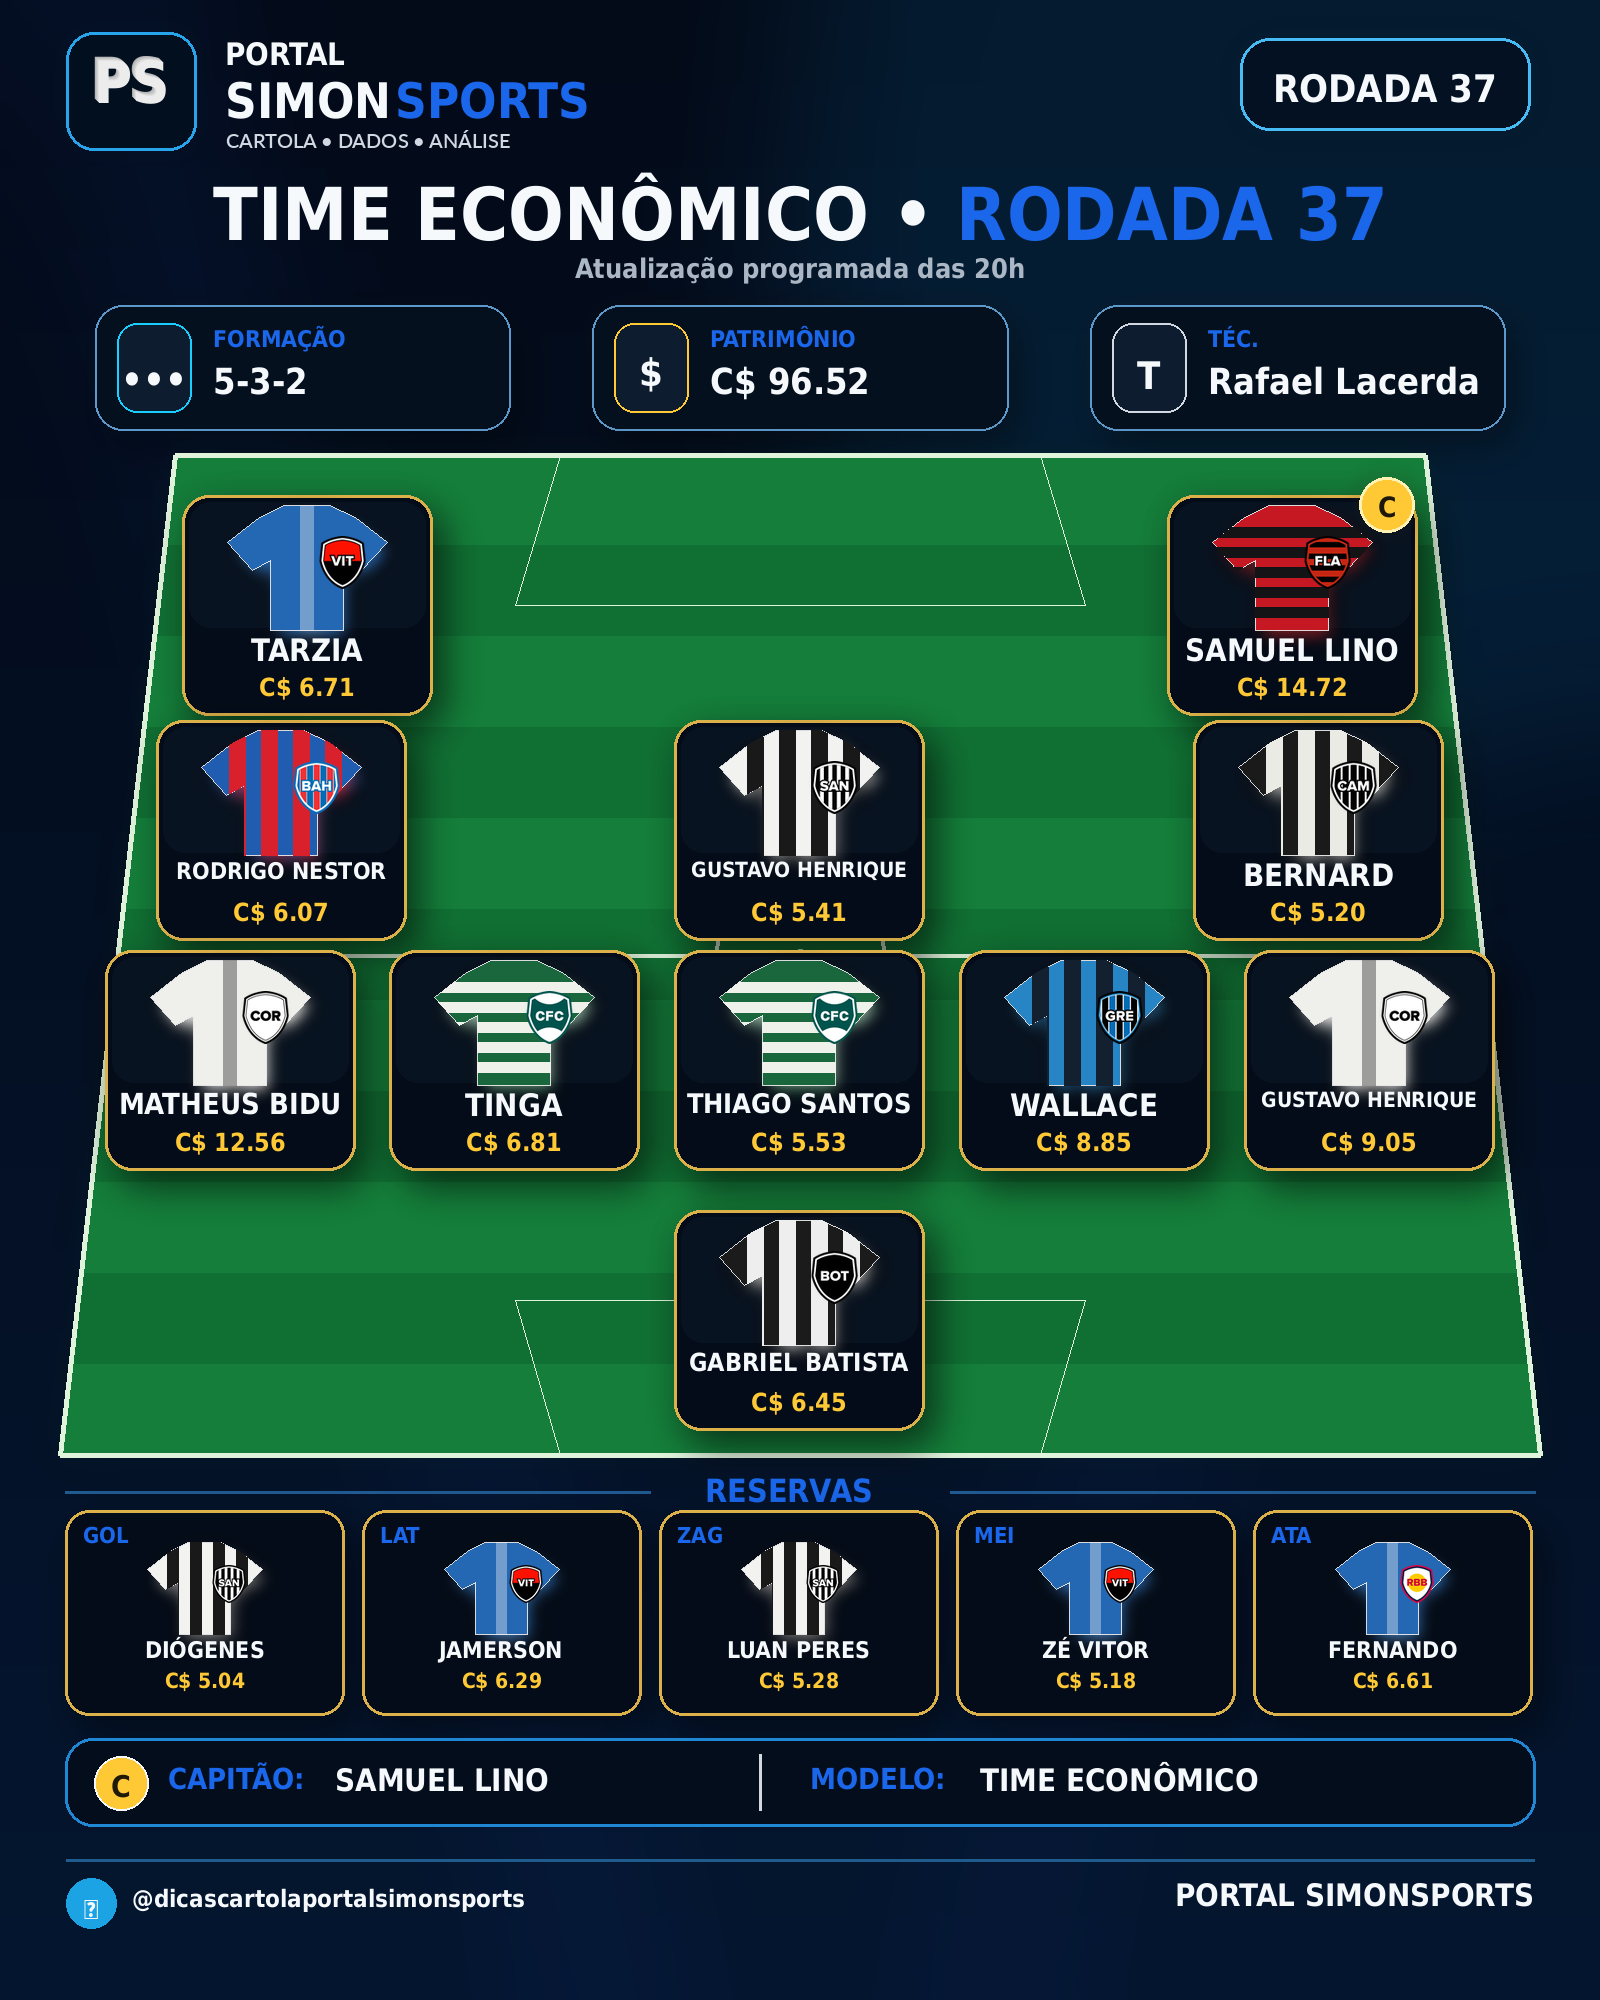 PS
PORTAL
SIMONSPORTS
CARTOLA • DADOS • ANÁLISE
RODADA 37
TIME ECONÔMICO • RODADA 37
Atualização programada das 20h
FORMAÇÃO
5-3-2
$
PATRIMÔNIO
C$ 96.52
T
TÉC.
Rafael Lacerda
VIT
TARZIA
C$ 6.71
C
FLA
SAMUEL LINO
C$ 14.72
BAH
RODRIGO NESTOR
C$ 6.07
SAN
GUSTAVO HENRIQUE
C$ 5.41
CAM
BERNARD
C$ 5.20
COR
MATHEUS BIDU
C$ 12.56
CFC
TINGA
C$ 6.81
CFC
THIAGO SANTOS
C$ 5.53
GRE
WALLACE
C$ 8.85
COR
GUSTAVO HENRIQUE
C$ 9.05
BOT
GABRIEL BATISTA
C$ 6.45
RESERVAS
GOL
SAN
DIÓGENES
C$ 5.04
LAT
VIT
JAMERSON
C$ 6.29
ZAG
SAN
LUAN PERES
C$ 5.28
MEI
VIT
ZÉ VITOR
C$ 5.18
ATA
RBB
FERNANDO
C$ 6.61
C CAPITÃO: SAMUEL LINO
MODELO: TIME ECONÔMICO
@dicascartolaportalsimonsports
PORTAL SIMONSPORTS